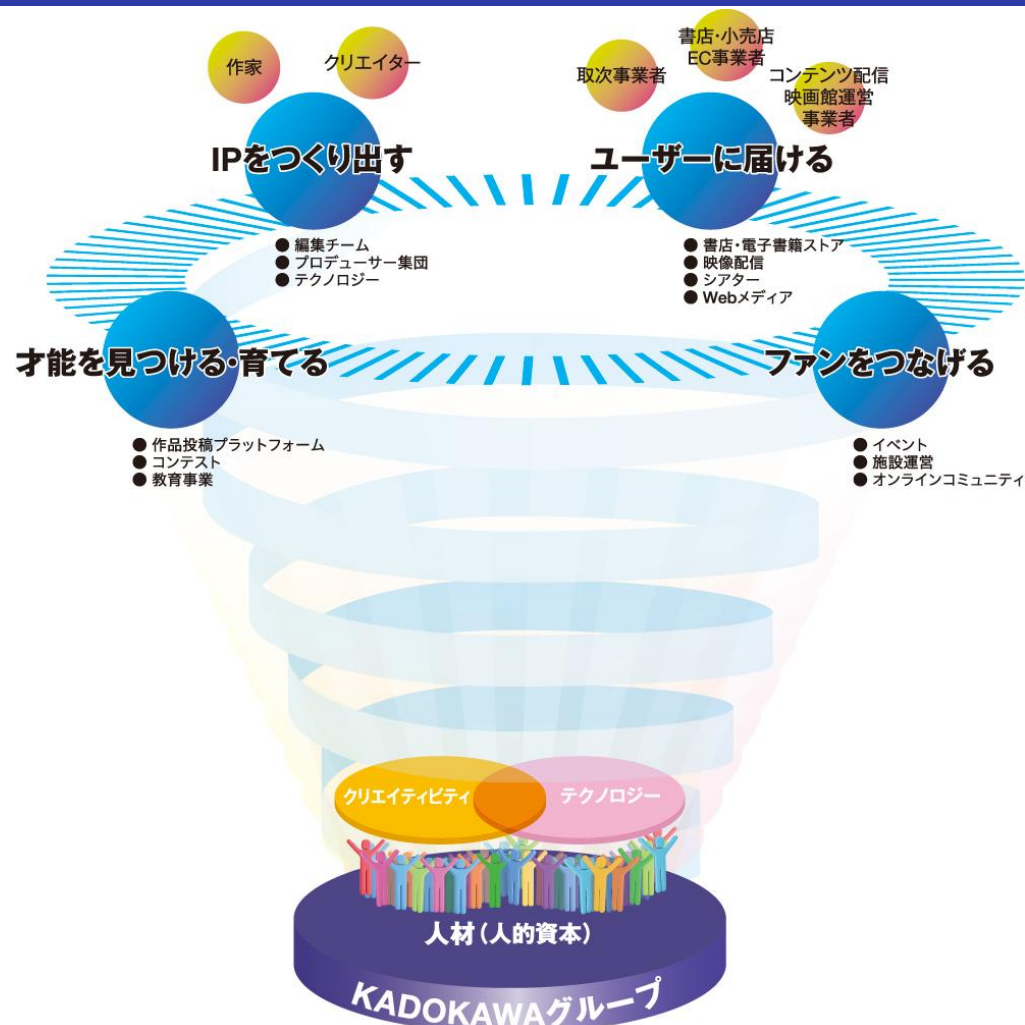 作家
クリエイター
取次事業者
書店・小売店
EC事業者
コンテンツ配信
映画館運営
事業者
IPをつくり出す
ユーザーに届ける
● 編集チーム
● プロデューサー集団
● テクノロジー
● 書店・電子書籍ストア
● 映像配信
● シアター
● Webメディア
才能を見つける・育てる
ファンをつなげる
● 作品投稿プラットフォーム
● コンテスト
● 教育事業
● イベント
● 施設運営
● オンラインコミュニティ
クリエイティビティ
テクノロジー
人材（人的資本）
KADOKAWAグループ